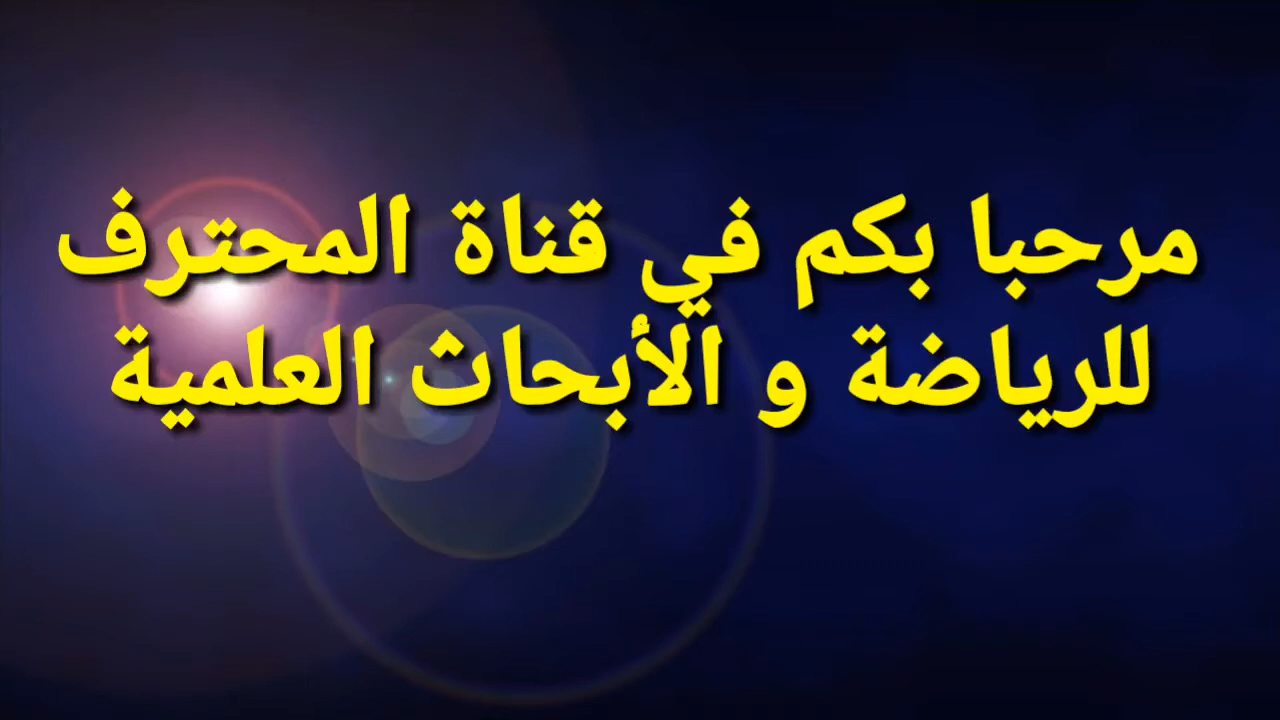 مرحبا بكم في قناة المحترف
للرياضة و الأبحاث العلمية